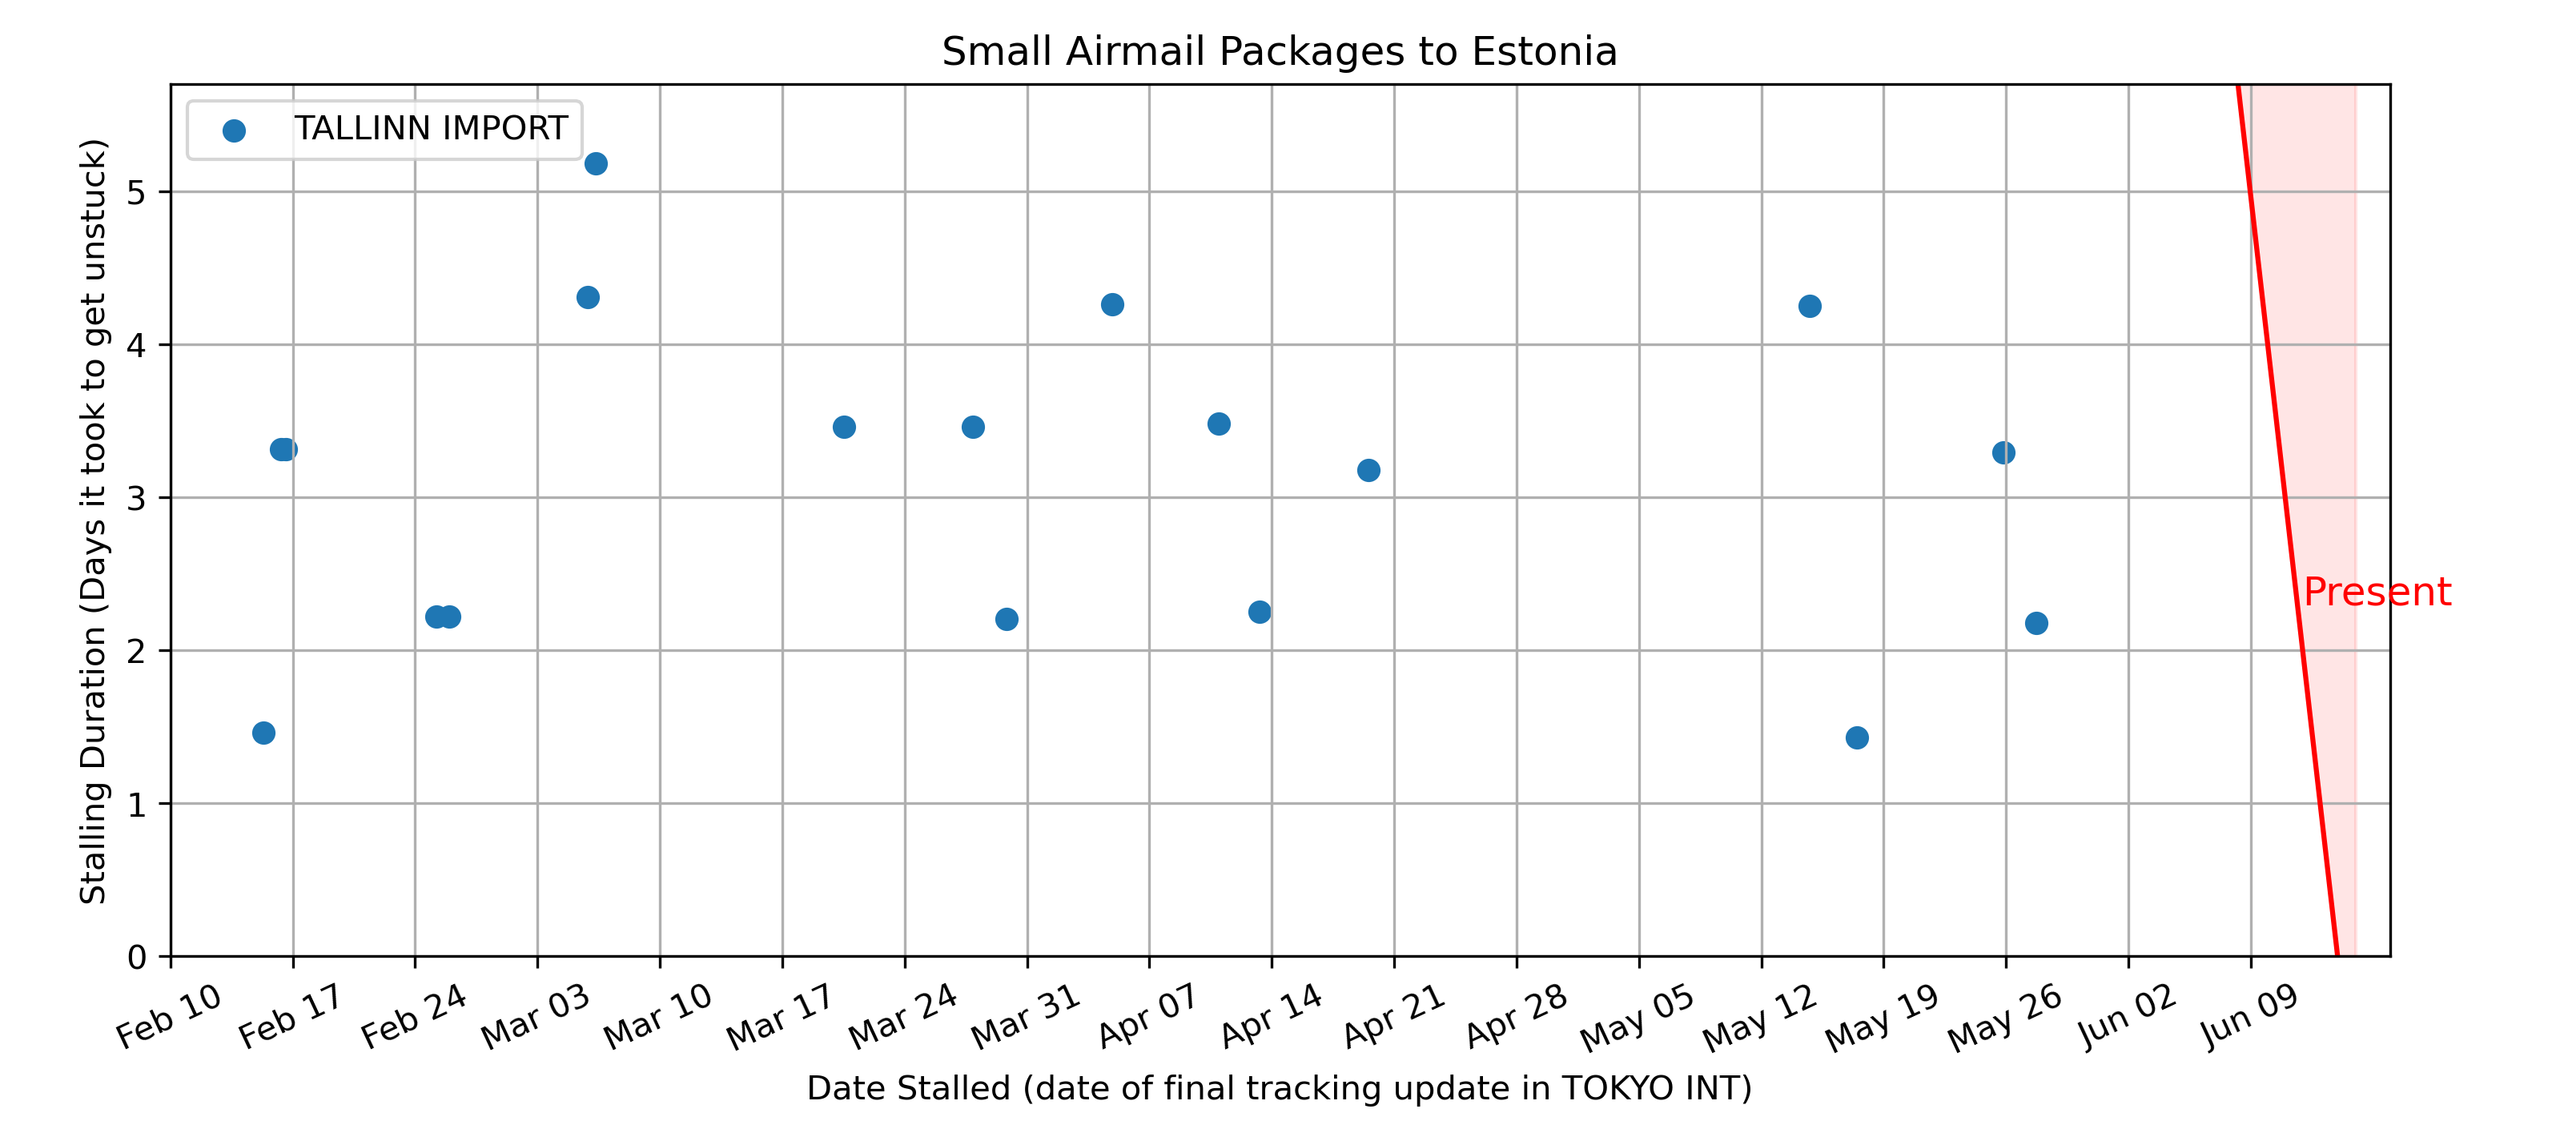 Small Airmail Packages to Estonia
TALLINN IMPORT
Stalling Duration (Days it took to get unstuck)
5
4
3
2
1
0
Present
Feb 10
Feb 17
Feb 24
Mar 03
Mar 10
Mar 17
Mar 24
Mar 31
Apr 07
Apr 14
Apr 21
Apr 28
May 05
May 12
May 19
May 26
Jun 02
Jun 09
Date Stalled (date of final tracking update in TOKYO INT)